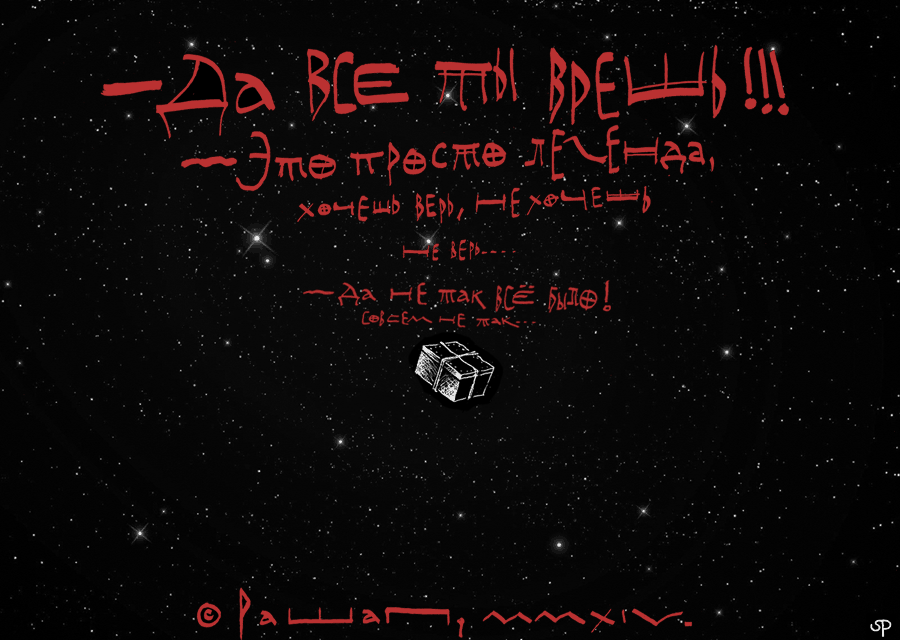 —Да ВСЕ ТЫ ВРЕШЬ!!!
—Это просто ЛЕГЕНда,
хоЧЕШЬ ВЕРЬ, НЕ хоЧЕШЬ
НЕ ВЕРЬ.....
—Да НЕ так ВСЁ БЫЛО!
СОВСЕМ НЕ так...
© РаШаП, MMXIV.
SP